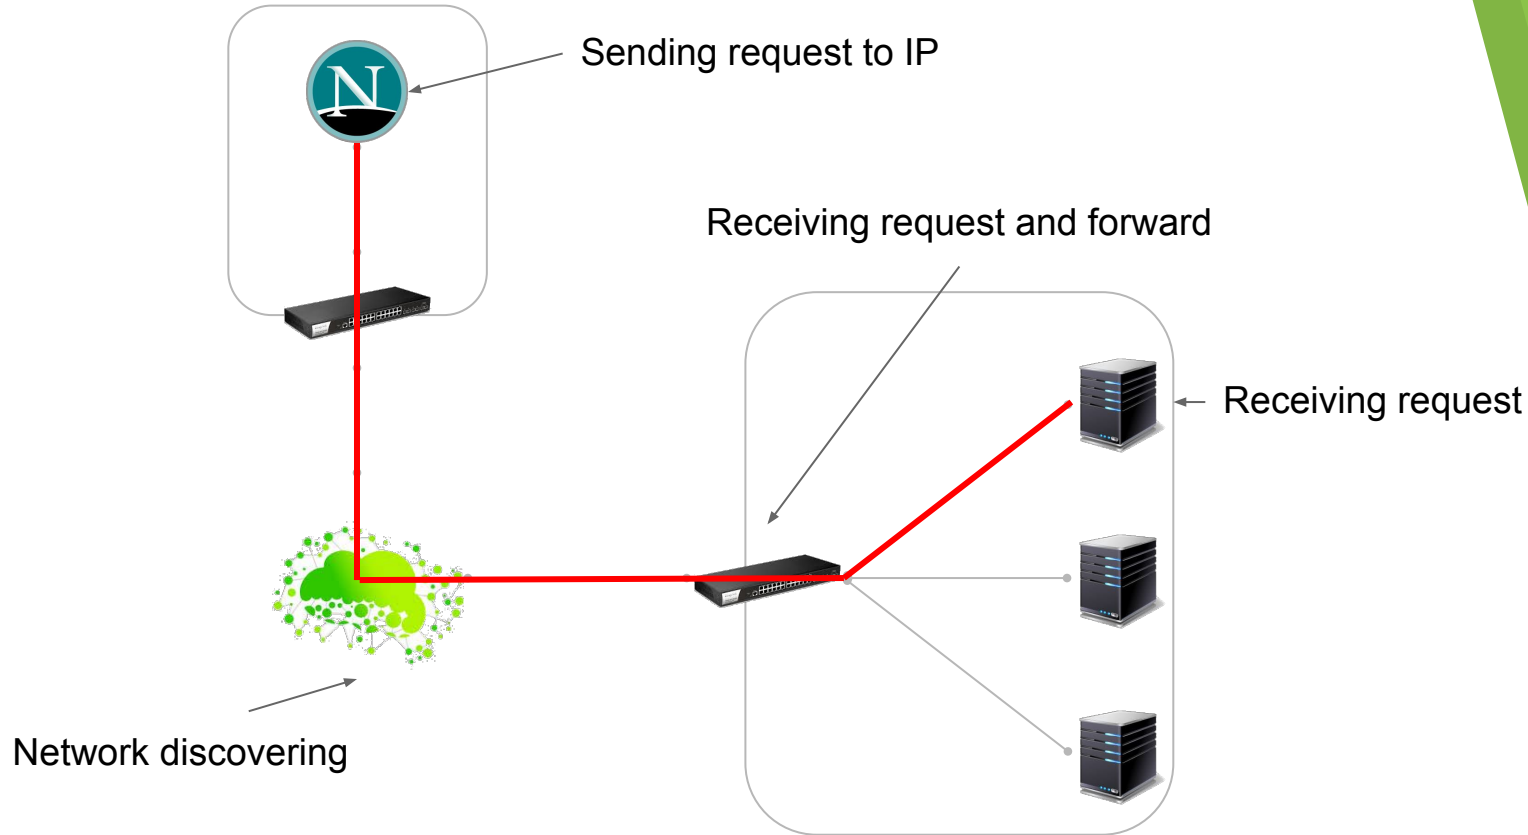 N
Sending request to IP
Receiving request and forward
Receiving request
Network discovering